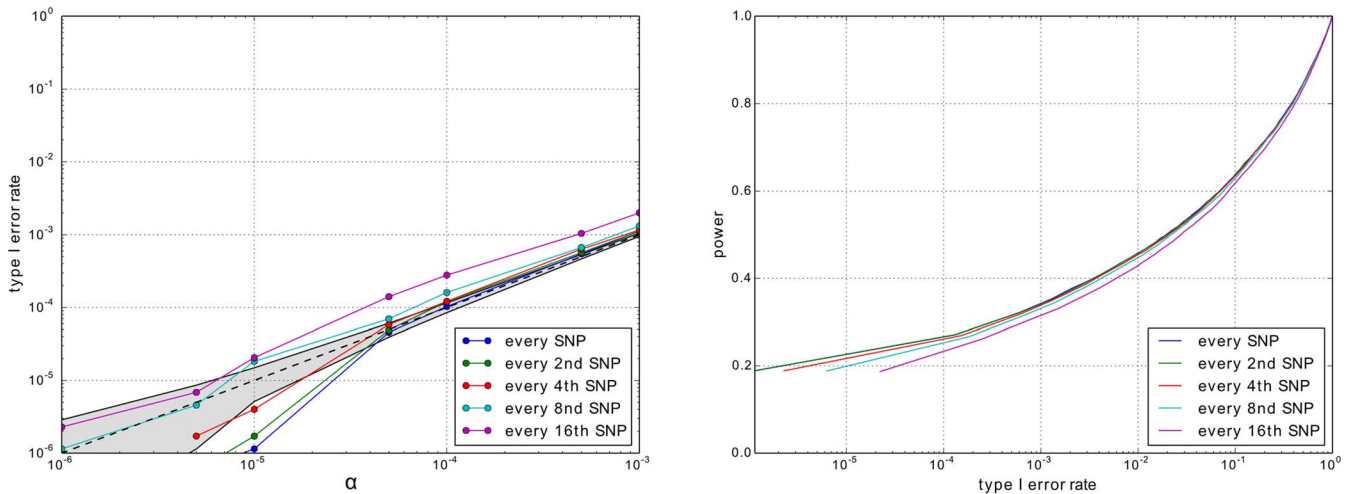 10⁰
10⁻¹
10⁻²
10⁻³
10⁻⁴
10⁻⁵
10⁻⁶
type I error rate
10⁻⁶ 10⁻⁵ 10⁻⁴ 10⁻³
α
every SNP
every 2nd SNP
every 4th SNP
every 8nd SNP
every 16th SNP
1.0
0.8
0.6
0.4
0.2
0.0
power
10⁻⁵ 10⁻⁴ 10⁻³ 10⁻² 10⁻¹ 10⁰
type I error rate
every SNP
every 2nd SNP
every 4th SNP
every 8nd SNP
every 16th SNP